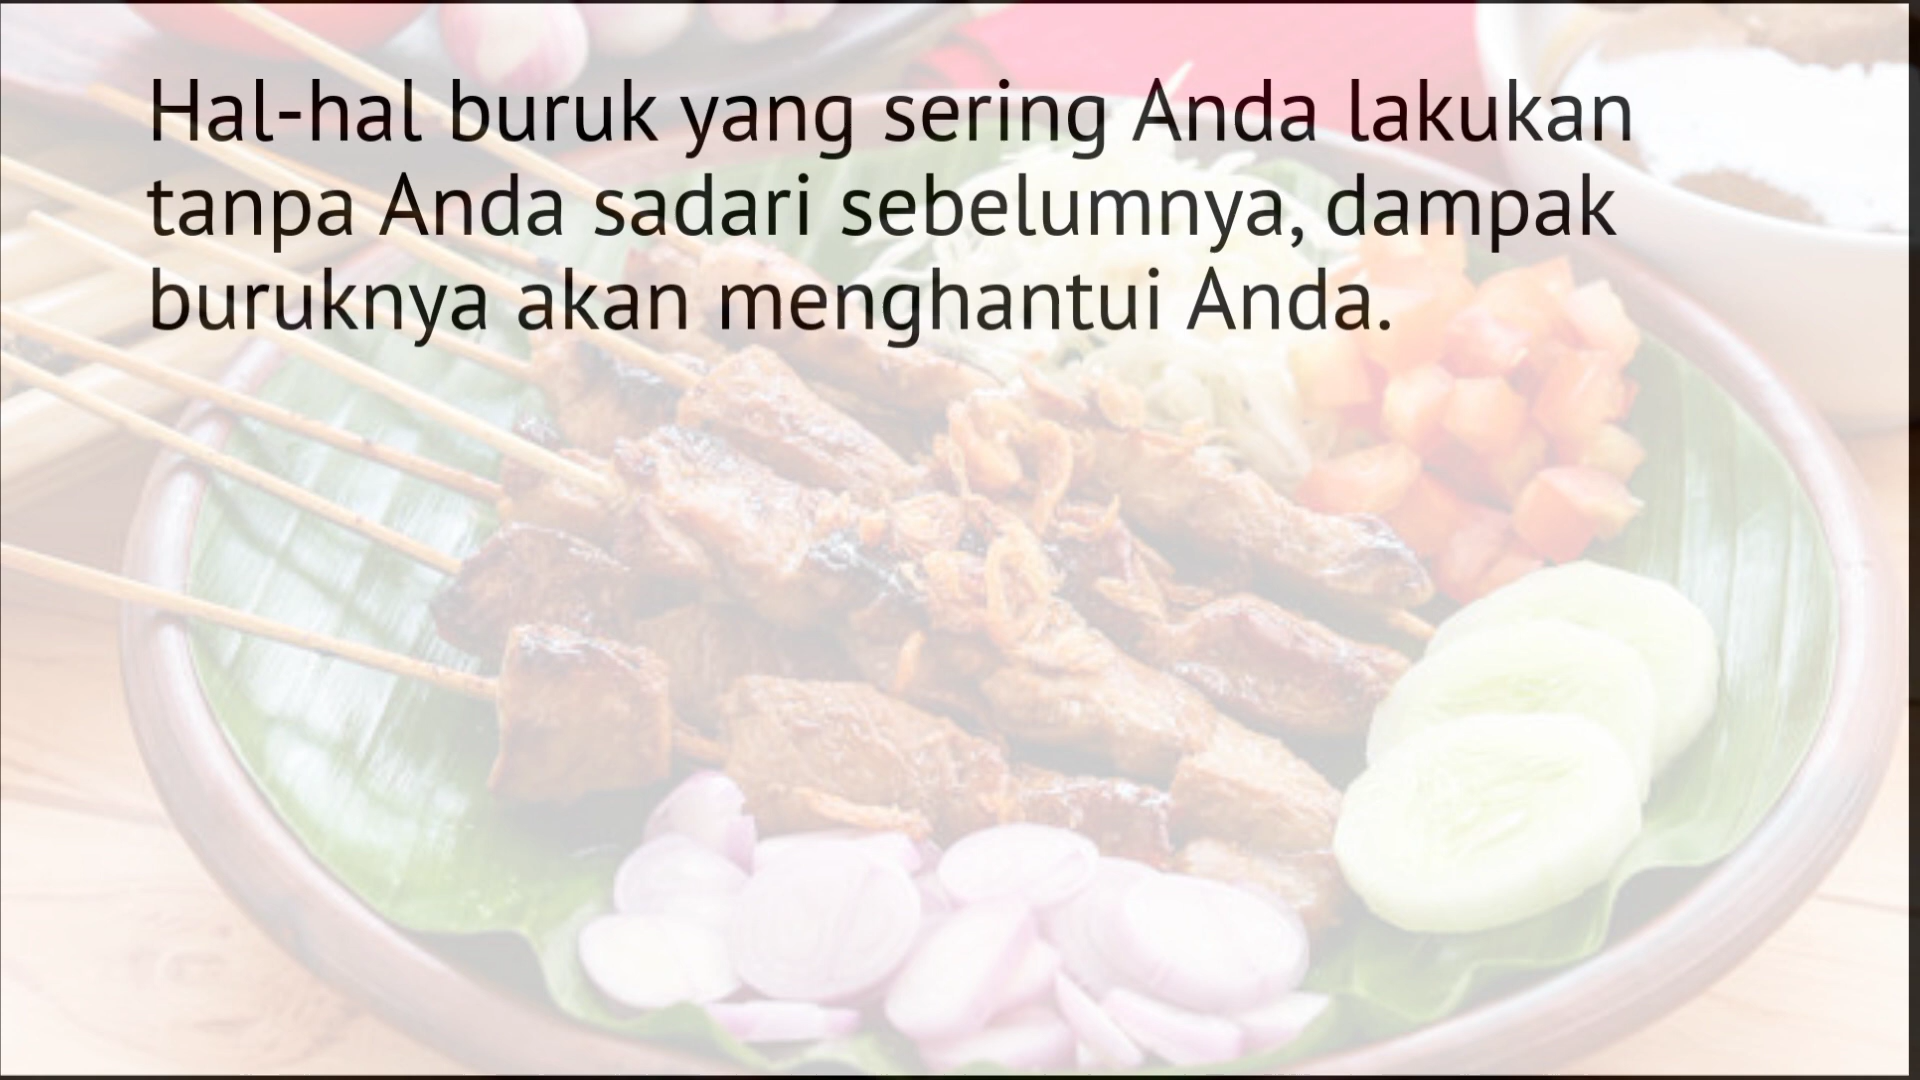 Hal-hal buruk yang sering Anda lakukan
tanpa Anda sadari sebelumnya, dampak
buruknya akan menghantui Anda.